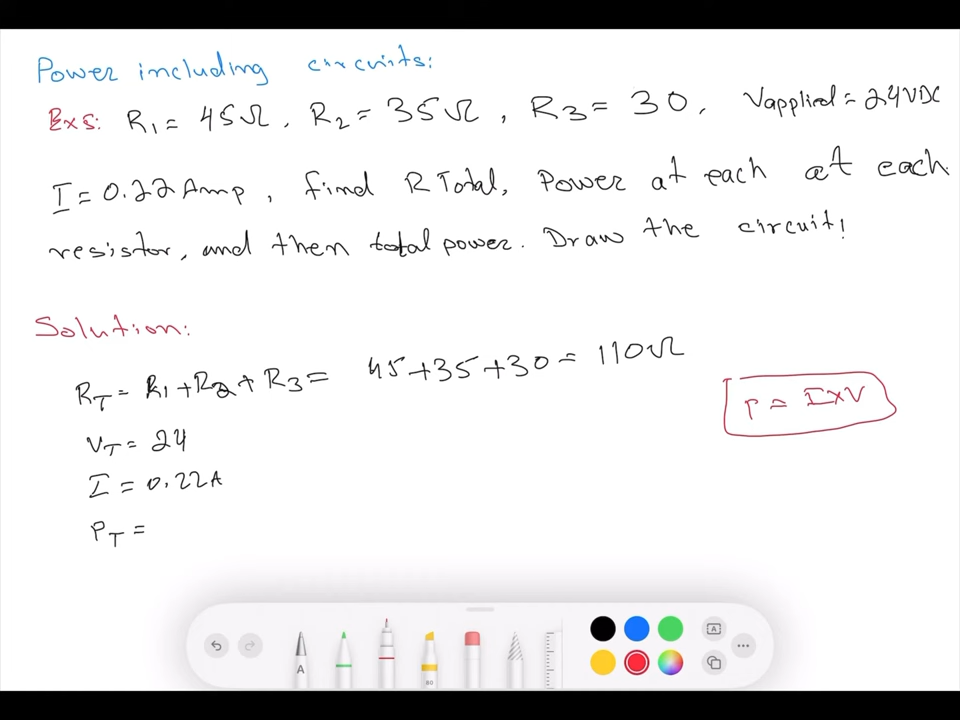 Power including circuits:
Exs: R1 = 45Ω, R2 = 35Ω, R3 = 30, Vapplied = 24VDC
I = 0.22 Amp, find R Total, Power at each at each
resistor, and then total power. Draw the circuit!
Solution:
RT = R1 + R2 + R3 = 45+35+30 = 110Ω
P = I×V
VT = 24
I = 0.22A
PT =
A
80
A